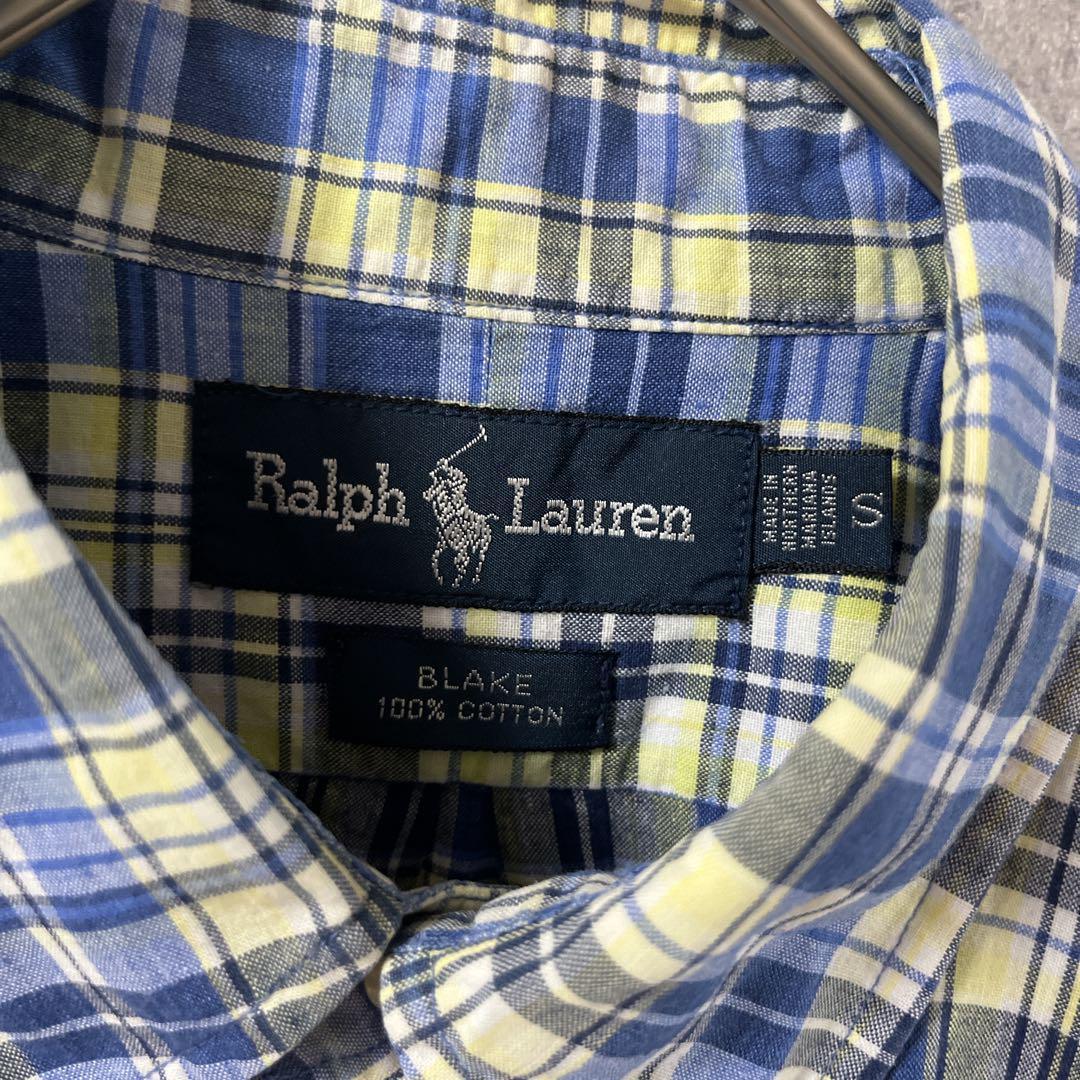 Ralph Lauren
MADE IN
NORTHERN
MARIANA
ISLANDS
S
BLAKE
100% COTTON